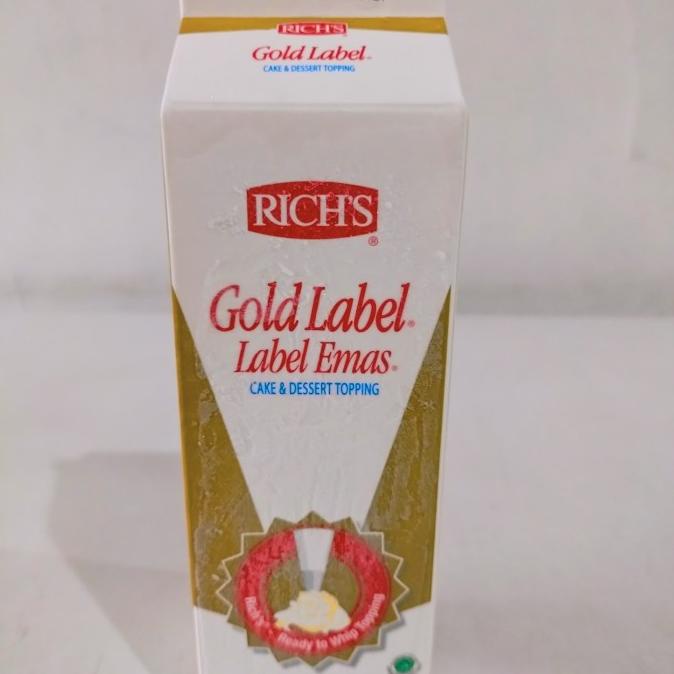 RICH'S
Gold Label
CAKE & DESSERT TOPPING
RICH'S®
Gold Label®
Label Emas®
CAKE & DESSERT TOPPING
Rich's Ready to Whip Topping